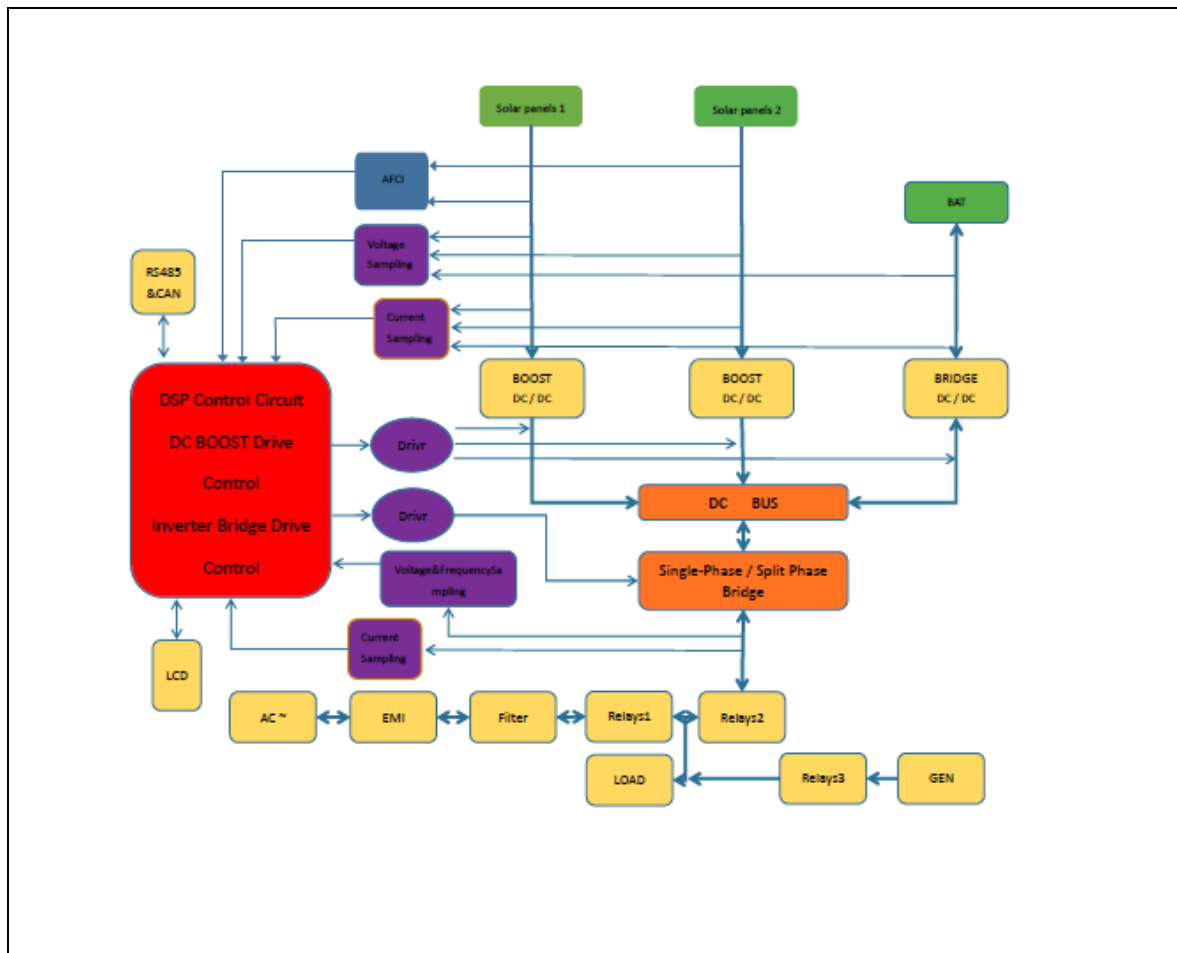 Solar panels 1
Solar panels 2
AFCI
BAT
Voltage
Sampling
RS485
&CAN
Current
Sampling
BOOST
DC / DC
BOOST
DC / DC
BRIDGE
DC / DC
DSP Control Circuit
DC BOOST Drive
Control
Inverter Bridge Drive
Control
Drivr
Drivr
DC BUS
Single-Phase / Split Phase
Bridge
Voltage&FrequencySa
mpling
Current
Sampling
LCD
AC ~
EMI
Filter
Relays1
Relays2
LOAD
Relays3
GEN